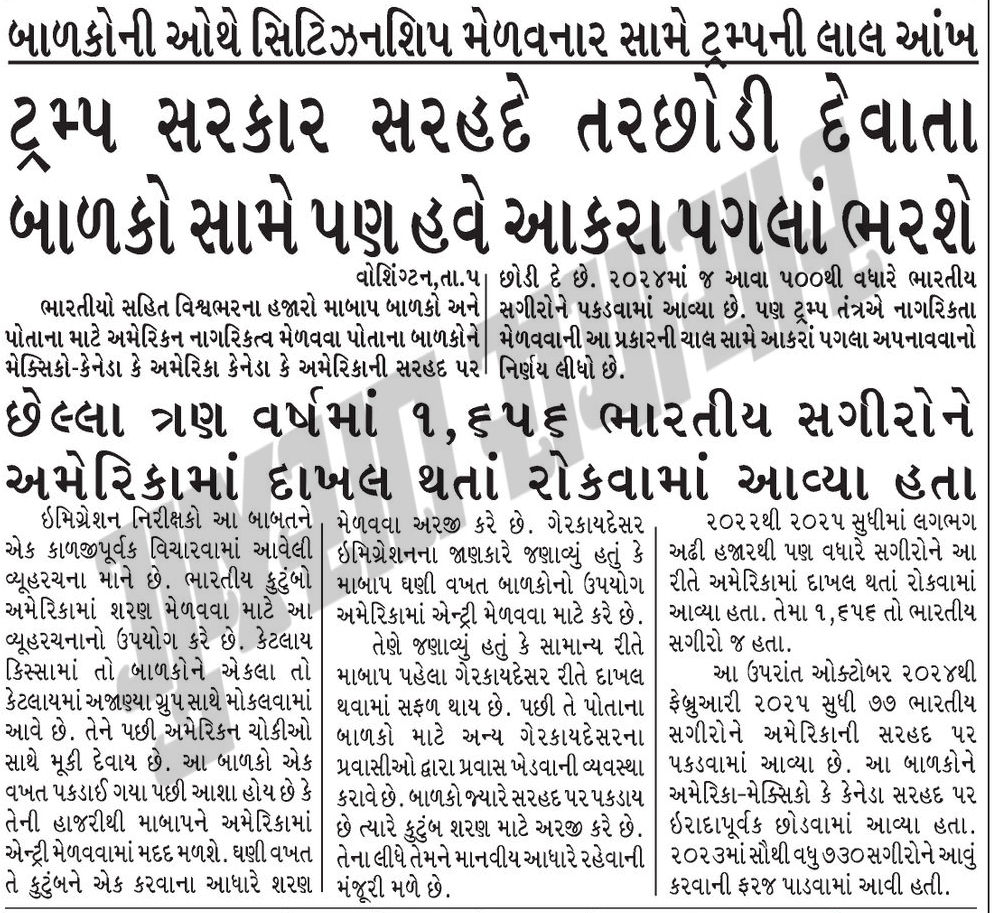 બાળકોની ઓથે સિટિઝનશિપ મેળવનાર સામે ટ્રમ્પની લાલ આંખ
ટ્રમ્પ સરકાર સરહદે તરછોડી દેવાતા
બાળકો સામે પણ હવે આકરા પગલાં ભરશે
વોશિંગ્ટન,તા.૫
ભારતીયો સહિત વિશ્વભરના હજારો માબાપ બાળકો અને
પોતાના માટે અમેરિકન નાગરિકત્વ મેળવવા પોતાના બાળકોને
મેક્સિકો-કેનેડા કે અમેરિકા કેનેડા કે અમેરિકાની સરહદ પર
છોડી દે છે. ૨૦૨૪માં જ આવા ૫૦૦થી વધારે ભારતીય
સગીરોને પકડવામાં આવ્યા છે. પણ ટ્રમ્પ તંત્રએ નાગરિકતા
મેળવવાની આ પ્રકારની ચાલ સામે આકરાં પગલા અપનાવવાનો
નિર્ણય લીધો છે.
છેલ્લા ત્રણ વર્ષમાં ૧,૬૫૬ ભારતીય સગીરોને
અમેરિકામાં દાખલ થતાં રોકવામાં આવ્યા હતા
ઇમિગ્રેશન નિરીક્ષકો આ બાબતને
એક કાળજીપૂર્વક વિચારવામાં આવેલી
વ્યૂહરચના માને છે. ભારતીય કુટુંબો
અમેરિકામાં શરણ મેળવવા માટે આ
વ્યૂહરચનાનો ઉપયોગ કરે છે. કેટલાય
કિસ્સામાં તો બાળકોને એકલા તો
કેટલાયમાં અજાણ્યા ગ્રુપ સાથે મોકલવામાં
આવે છે. તેને પછી અમેરિકન ચોકીઓ
સાથે મૂકી દેવાય છે. આ બાળકો એક
વખત પકડાઈ ગયા પછી આશા હોય છે કે
તેની હાજરીથી માબાપને અમેરિકામાં
એન્ટ્રી મેળવવામાં મદદ મળશે. ઘણી વખત
તે કુટુંબને એક કરવાના આધારે શરણ
મેળવવા અરજી કરે છે. ગેરકાયદેસર
ઇમિગ્રેશનના જાણકારે જણાવ્યું હતું કે
માબાપ ઘણી વખત બાળકોનો ઉપયોગ
અમેરિકામાં એન્ટ્રી મેળવવા માટે કરે છે.
તેણે જણાવ્યું હતું કે સામાન્ય રીતે
માબાપ પહેલા ગેરકાયદેસર રીતે દાખલ
થવામાં સફળ થાય છે. પછી તે પોતાના
બાળકો માટે અન્ય ગેરકાયદેસરના
પ્રવાસીઓ દ્વારા પ્રવાસ ખેડવાની વ્યવસ્થા
કરાવે છે. બાળકો જ્યારે સરહદ પર પકડાય
છે ત્યારે કુટુંબ શરણ માટે અરજી કરે છે.
તેના લીધે તેમને માનવીય આધારે રહેવાની
મંજૂરી મળે છે.
૨૦૨૨થી ૨૦૨૫ સુધીમાં લગભગ
અઢી હજારથી પણ વધારે સગીરોને આ
રીતે અમેરિકામાં દાખલ થતાં રોકવામાં
આવ્યા હતા. તેમા ૧,૬૫૬ તો ભારતીય
સગીરો જ હતા.
આ ઉપરાંત ઓક્ટોબર ૨૦૨૪થી
ફેબ્રુઆરી ૨૦૨૫ સુધી ૭૭ ભારતીય
સગીરોને અમેરિકાની સરહદ પર
પકડવામાં આવ્યા છે. આ બાળકોને
અમેરિકા-મેક્સિકો કે કેનેડા સરહદ પર
ઇરાદાપૂર્વક છોડવામાં આવ્યા હતા.
૨૦૨૩માં સૌથી વધુ ૭૩૦ સગીરોને આવું
કરવાની ફરજ પાડવામાં આવી હતી.
ગુજરાત સમાચાર